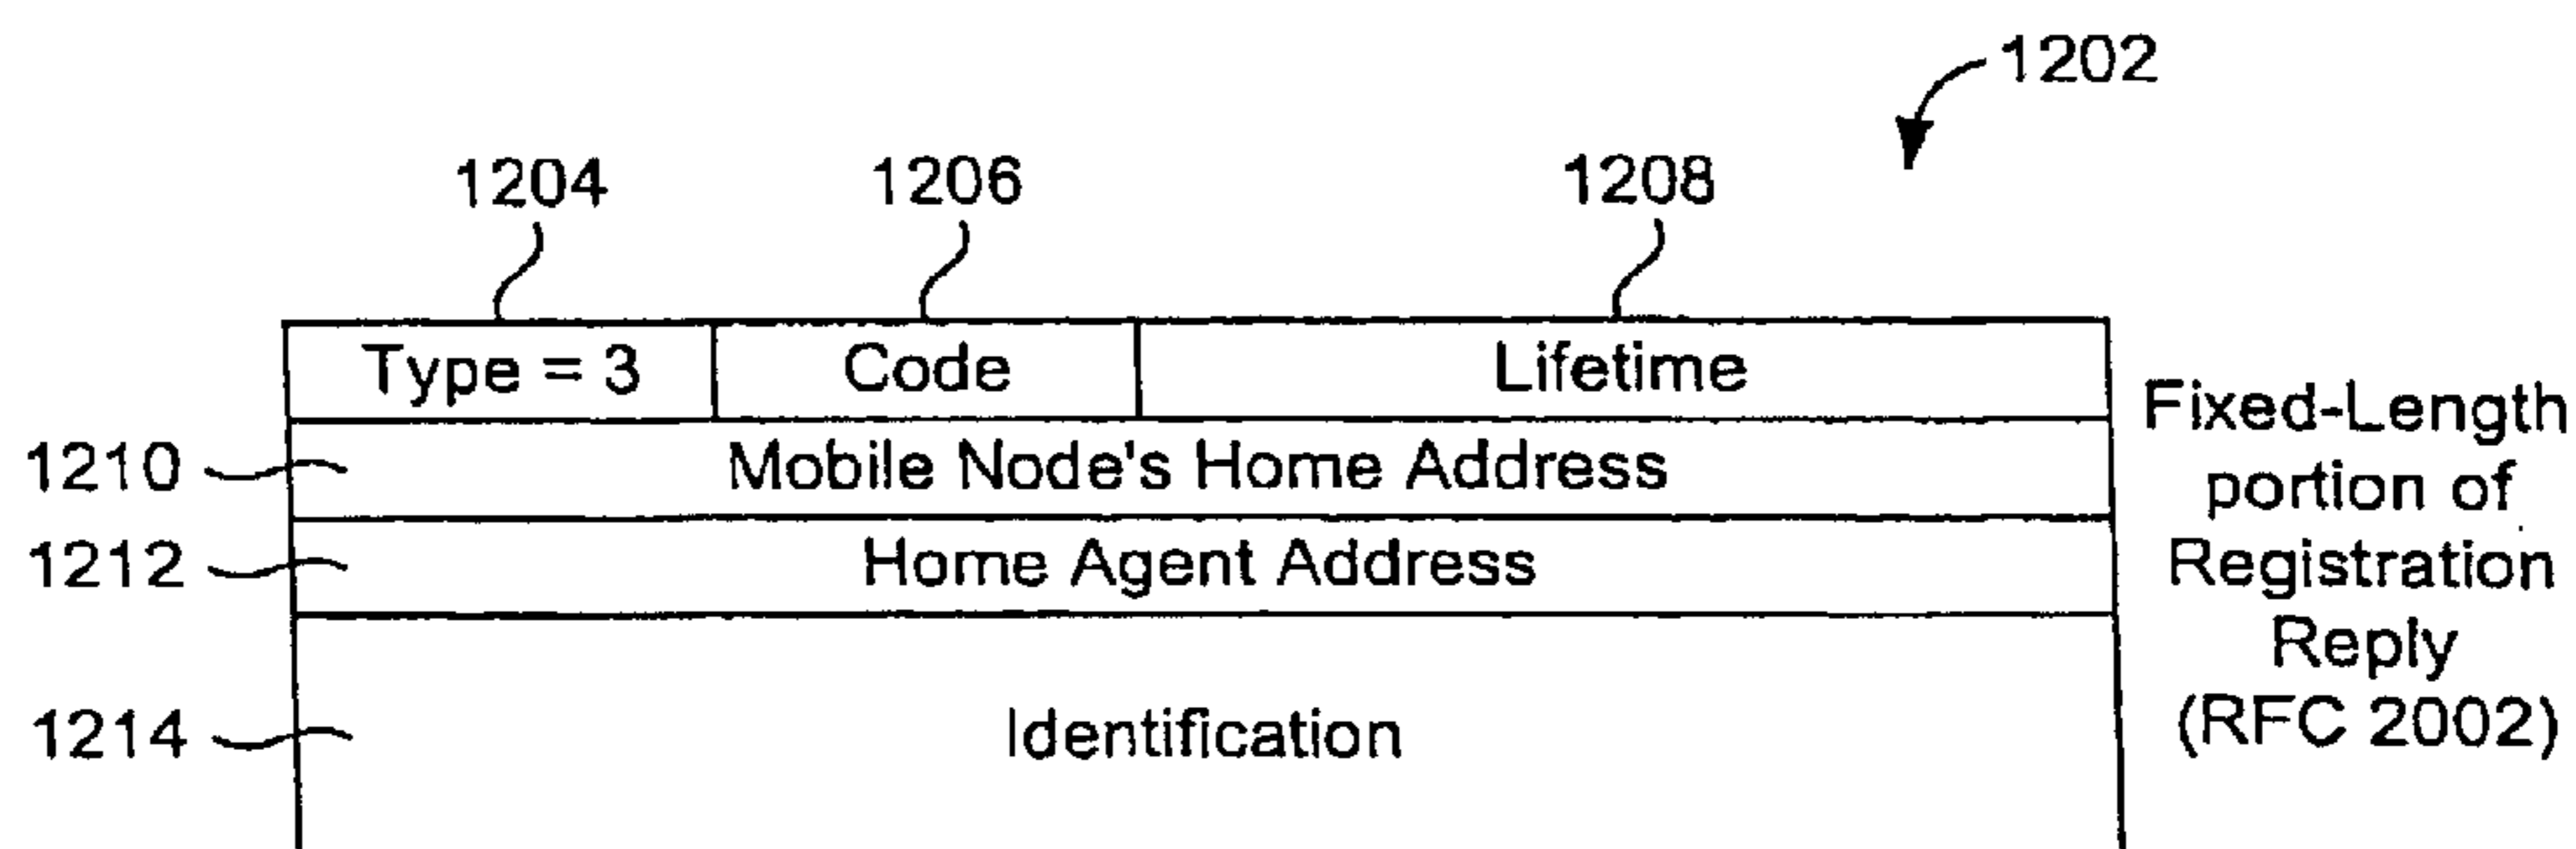 1202
1204 1206 1208
Type = 3 Code Lifetime
1210 Mobile Node's Home Address
1212 Home Agent Address
1214 Identification
Fixed-Length
portion of
Registration
Reply
(RFC 2002)